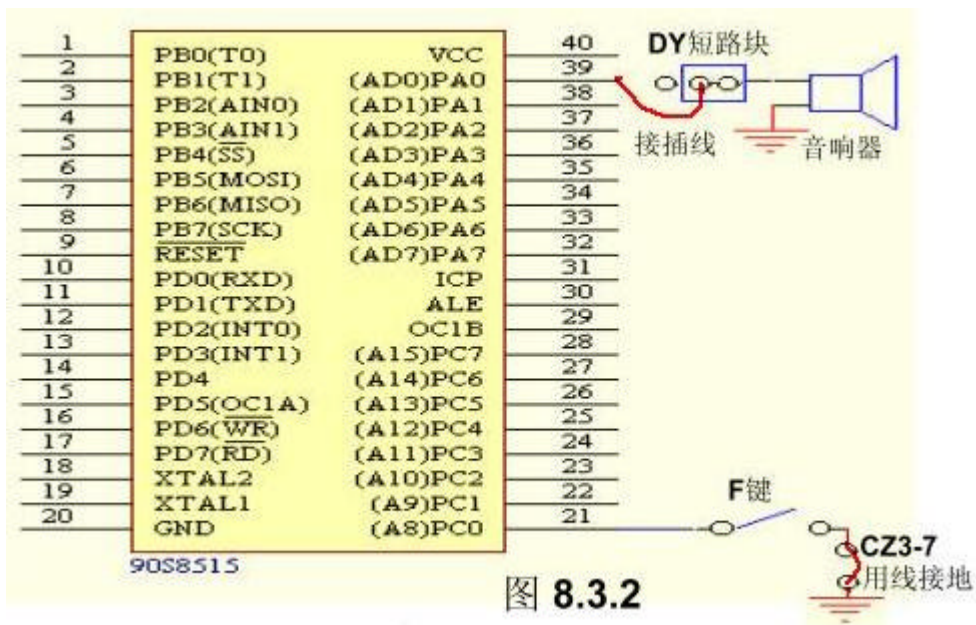 1 PB0(T0) VCC 40 DY短路块
2 PB1(T1) (AD0)PA0 39
3 PB2(AIN0) (AD1)PA1 38
4 PB3(AIN1) (AD2)PA2 37
5 PB4(SS) (AD3)PA3 36 接插线 音响器
6 PB5(MOSI) (AD4)PA4 35
7 PB6(MISO) (AD5)PA5 34
8 PB7(SCK) (AD6)PA6 33
9 RESET (AD7)PA7 32
10 PD0(RXD) ICP 31
11 PD1(TXD) ALE 30
12 PD2(INT0) OC1B 29
13 PD3(INT1) (A15)PC7 28
14 PD4 (A14)PC6 27
15 PD5(OC1A) (A13)PC5 26
16 PD6(WR) (A12)PC4 25
17 PD7(RD) (A11)PC3 24
18 XTAL2 (A10)PC2 23
19 XTAL1 (A9)PC1 22 F键
20 GND (A8)PC0 21
CZ3-7
90S8515 用线接地
图 8.3.2